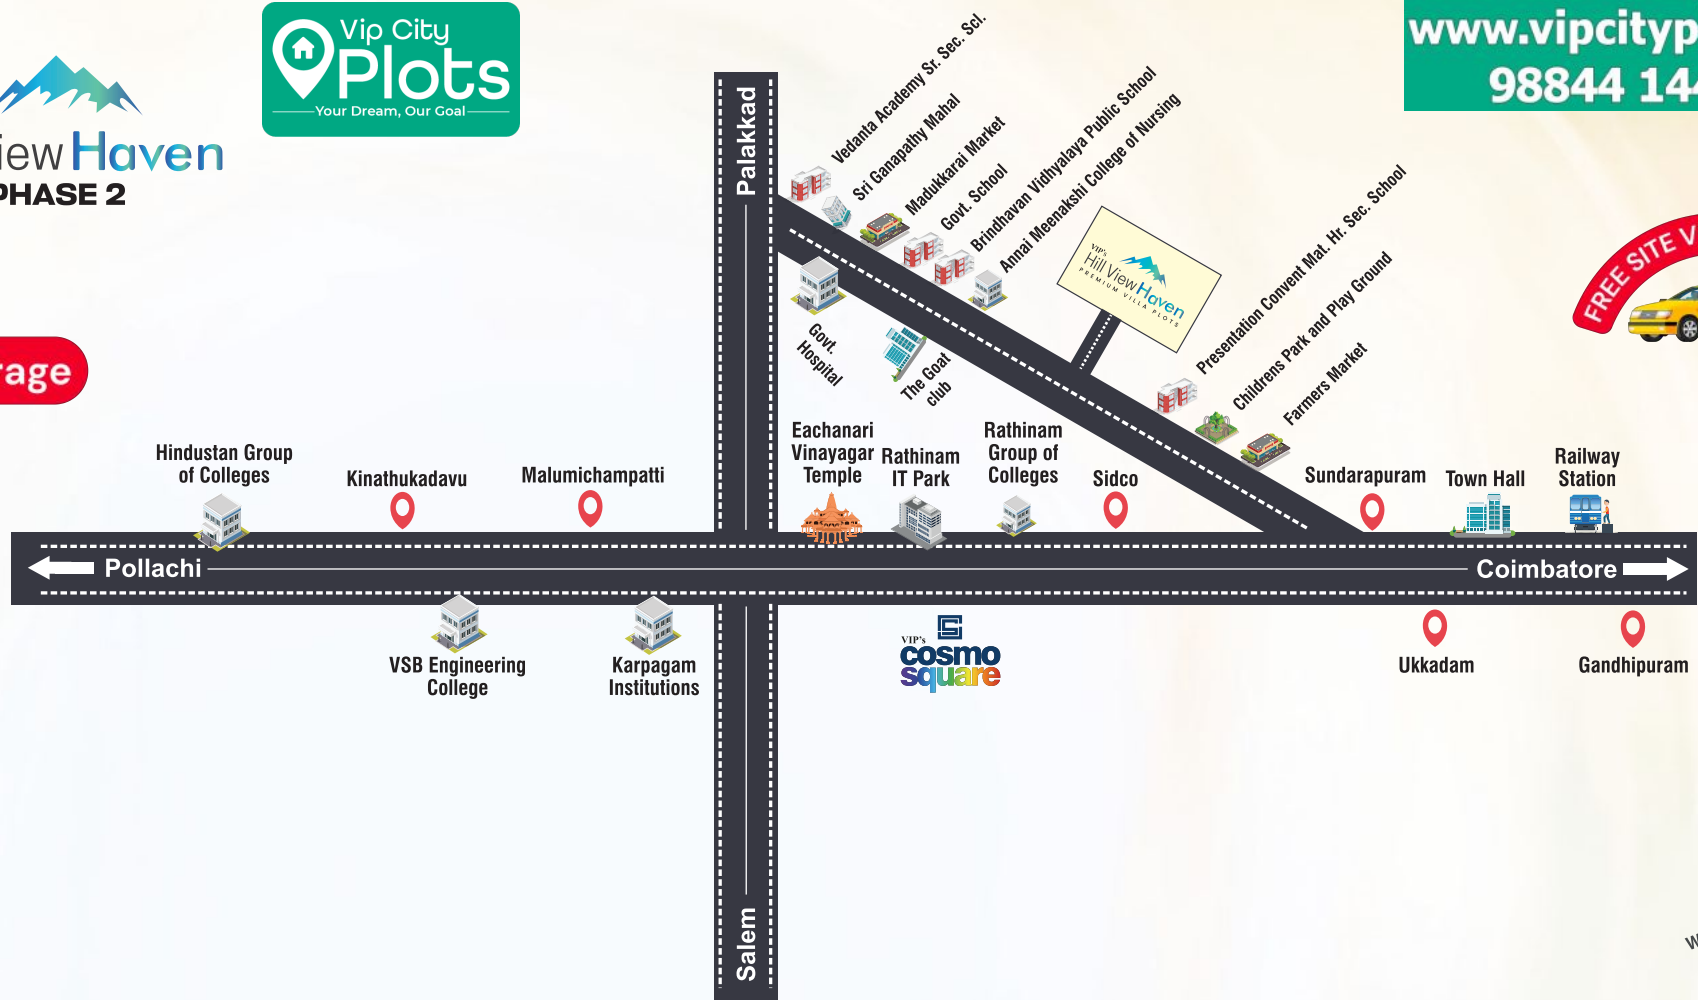 Vip City
Plots
Your Dream, Our Goal
www.vipcityp
98884 144
iew Haven
PHASE 2
rage
FREE SITE V
Palakkad
Vedanta Academy Sr. Sec. Scl.
Sri Ganapathy Mahal
Madukkarai Market
Govt. School
Brindhavan Vidhyalaya Public School
Annai Meenakshi College of Nursing
VIP's
Hill View Haven
PREMIUM VILLA PLOTS
Presentation Convent Mat. Hr. Sec. School
Childrens Park and Play Ground
Farmers Market
Govt.
Hospital
The Goat
club
Hindustan Group
of Colleges
Kinathukadavu
Malumichampatti
Eachanari
Vinayagar
Temple
Rathinam
IT Park
Rathinam
Group of
Colleges
Sidco
Sundarapuram
Town Hall
Railway
Station
Pollachi
Coimbatore
VSB Engineering
College
Karpagam
Institutions
VIP's
cosmo
square
Ukkadam
Gandhipuram
Salem
W